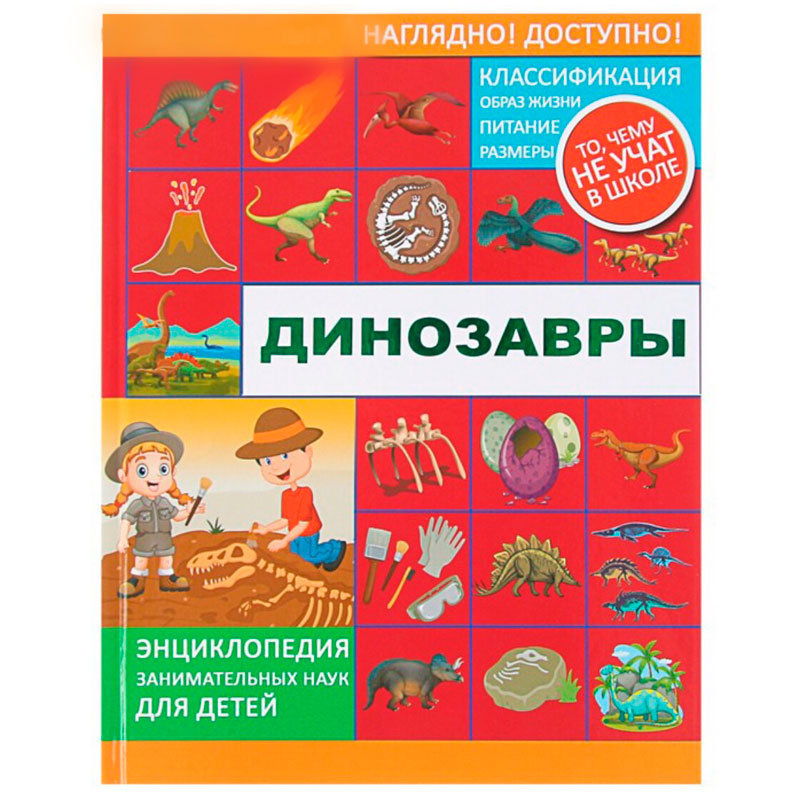 НАГЛЯДНО! ДОСТУПНО!
КЛАССИФИКАЦИЯ
ОБРАЗ ЖИЗНИ
ПИТАНИЕ
РАЗМЕРЫ
ТО, ЧЕМУ
НЕ УЧАТ
В ШКОЛЕ
ДИНОЗАВРЫ
ЭНЦИКЛОПЕДИЯ
ЗАНИМАТЕЛЬНЫХ НАУК
ДЛЯ ДЕТЕЙ